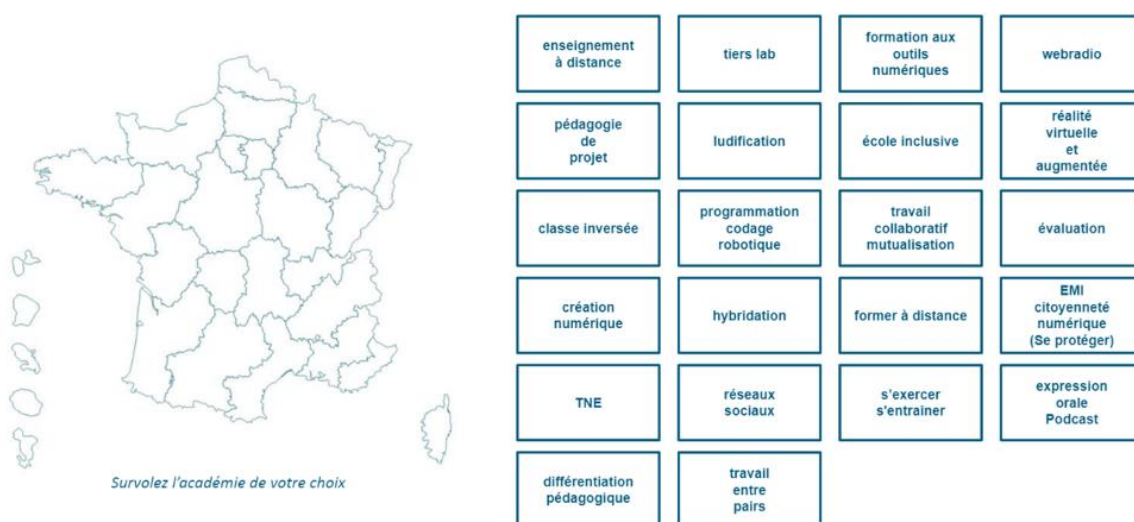 enseignement
à distance
tiers lab
formation aux
outils
numériques
webradio
pédagogie
de
projet
ludification
école inclusive
réalité
virtuelle
et
augmentée
classe inversée
programmation
codage
robotique
travail
collaboratif
mutualisation
évaluation
création
numérique
hybridation
former à distance
EMI
citoyenneté
numérique
(Se protéger)
TNE
réseaux
sociaux
s'exercer
s'entrainer
expression
orale
Podcast
différentiation
pédagogique
travail
entre
pairs
Survolez l'académie de votre choix